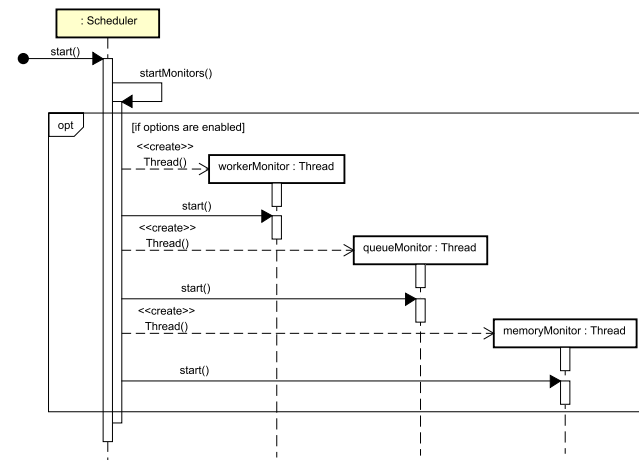 : Scheduler
start()
startMonitors()
opt
[if options are enabled]
<<create>>
Thread()
workerMonitor : Thread
start()
<<create>>
Thread()
queueMonitor : Thread
start()
<<create>>
Thread()
memoryMonitor : Thread
start()